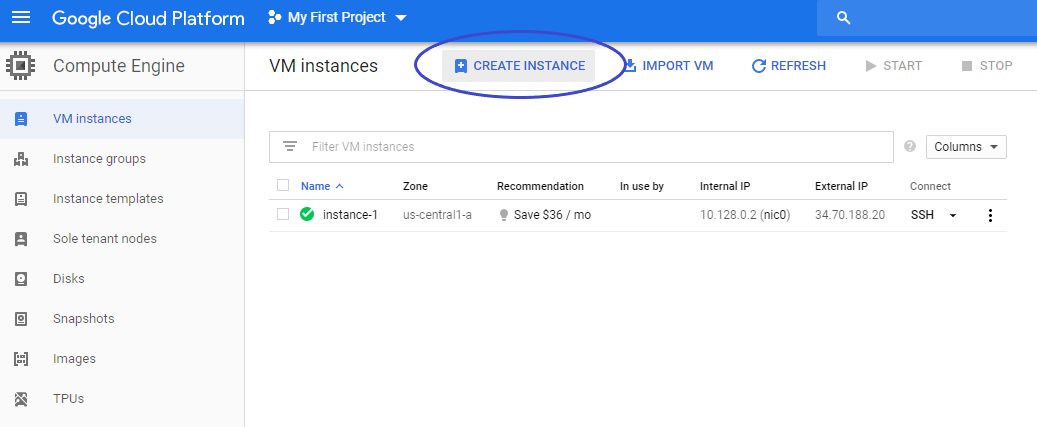 Google Cloud Platform My First Project
Compute Engine VM instances CREATE INSTANCE IMPORT VM REFRESH START STOP
VM instances
Instance groups
Instance templates
Sole tenant nodes
Disks
Snapshots
Images
TPUs
Filter VM instances ? Columns
Name Zone Recommendation In use by Internal IP External IP Connect
instance-1 us-central1-a Save $36 / mo 10.128.0.2 (nic0) 34.70.188.20 SSH